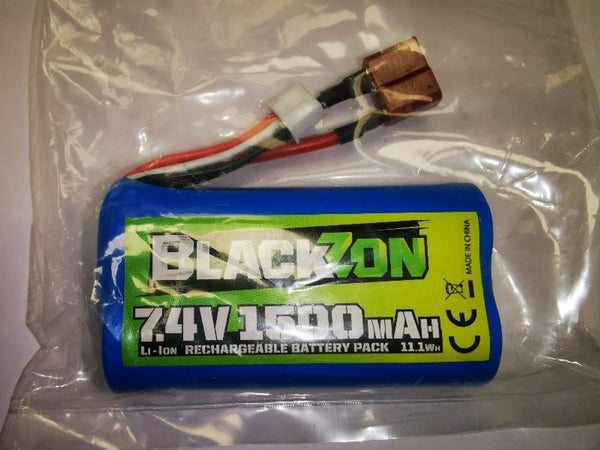 BLACKZON
7.4V 1500MAH
LI-ION RECHARGEABLE BATTERY PACK 11.1WH
CE
MADE IN CHINA